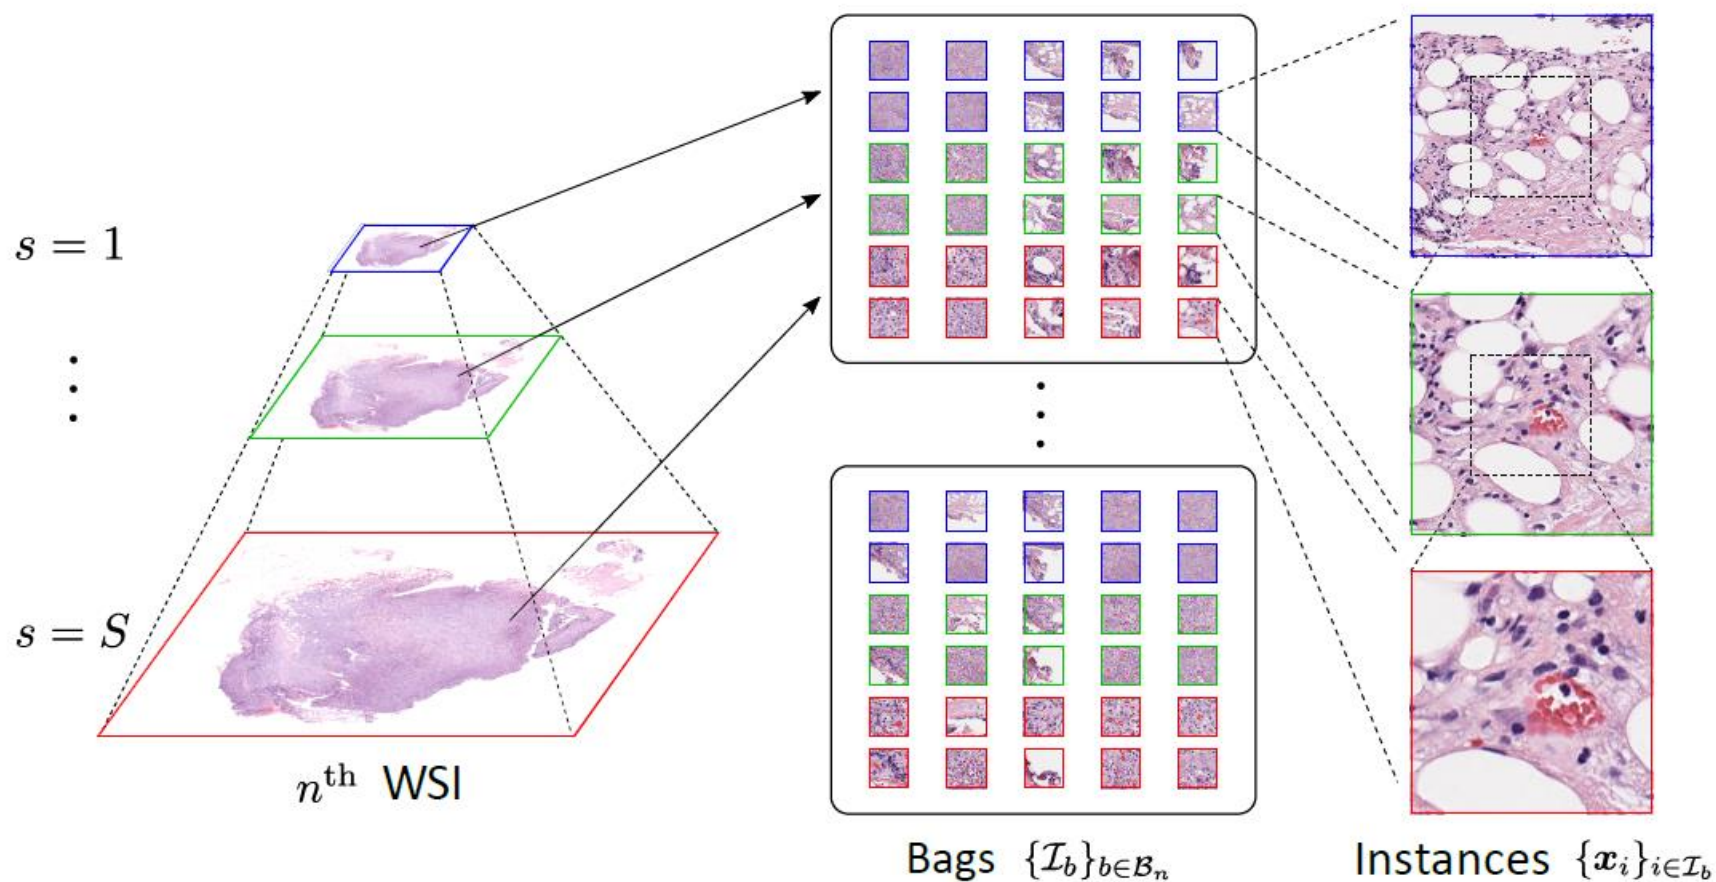 s = 1
⋮
s = S
n^th WSI
⋮
Bags {𝓘_b}_{b∈𝓑_n}
Instances {𝒙_i}_{i∈𝓘_b}